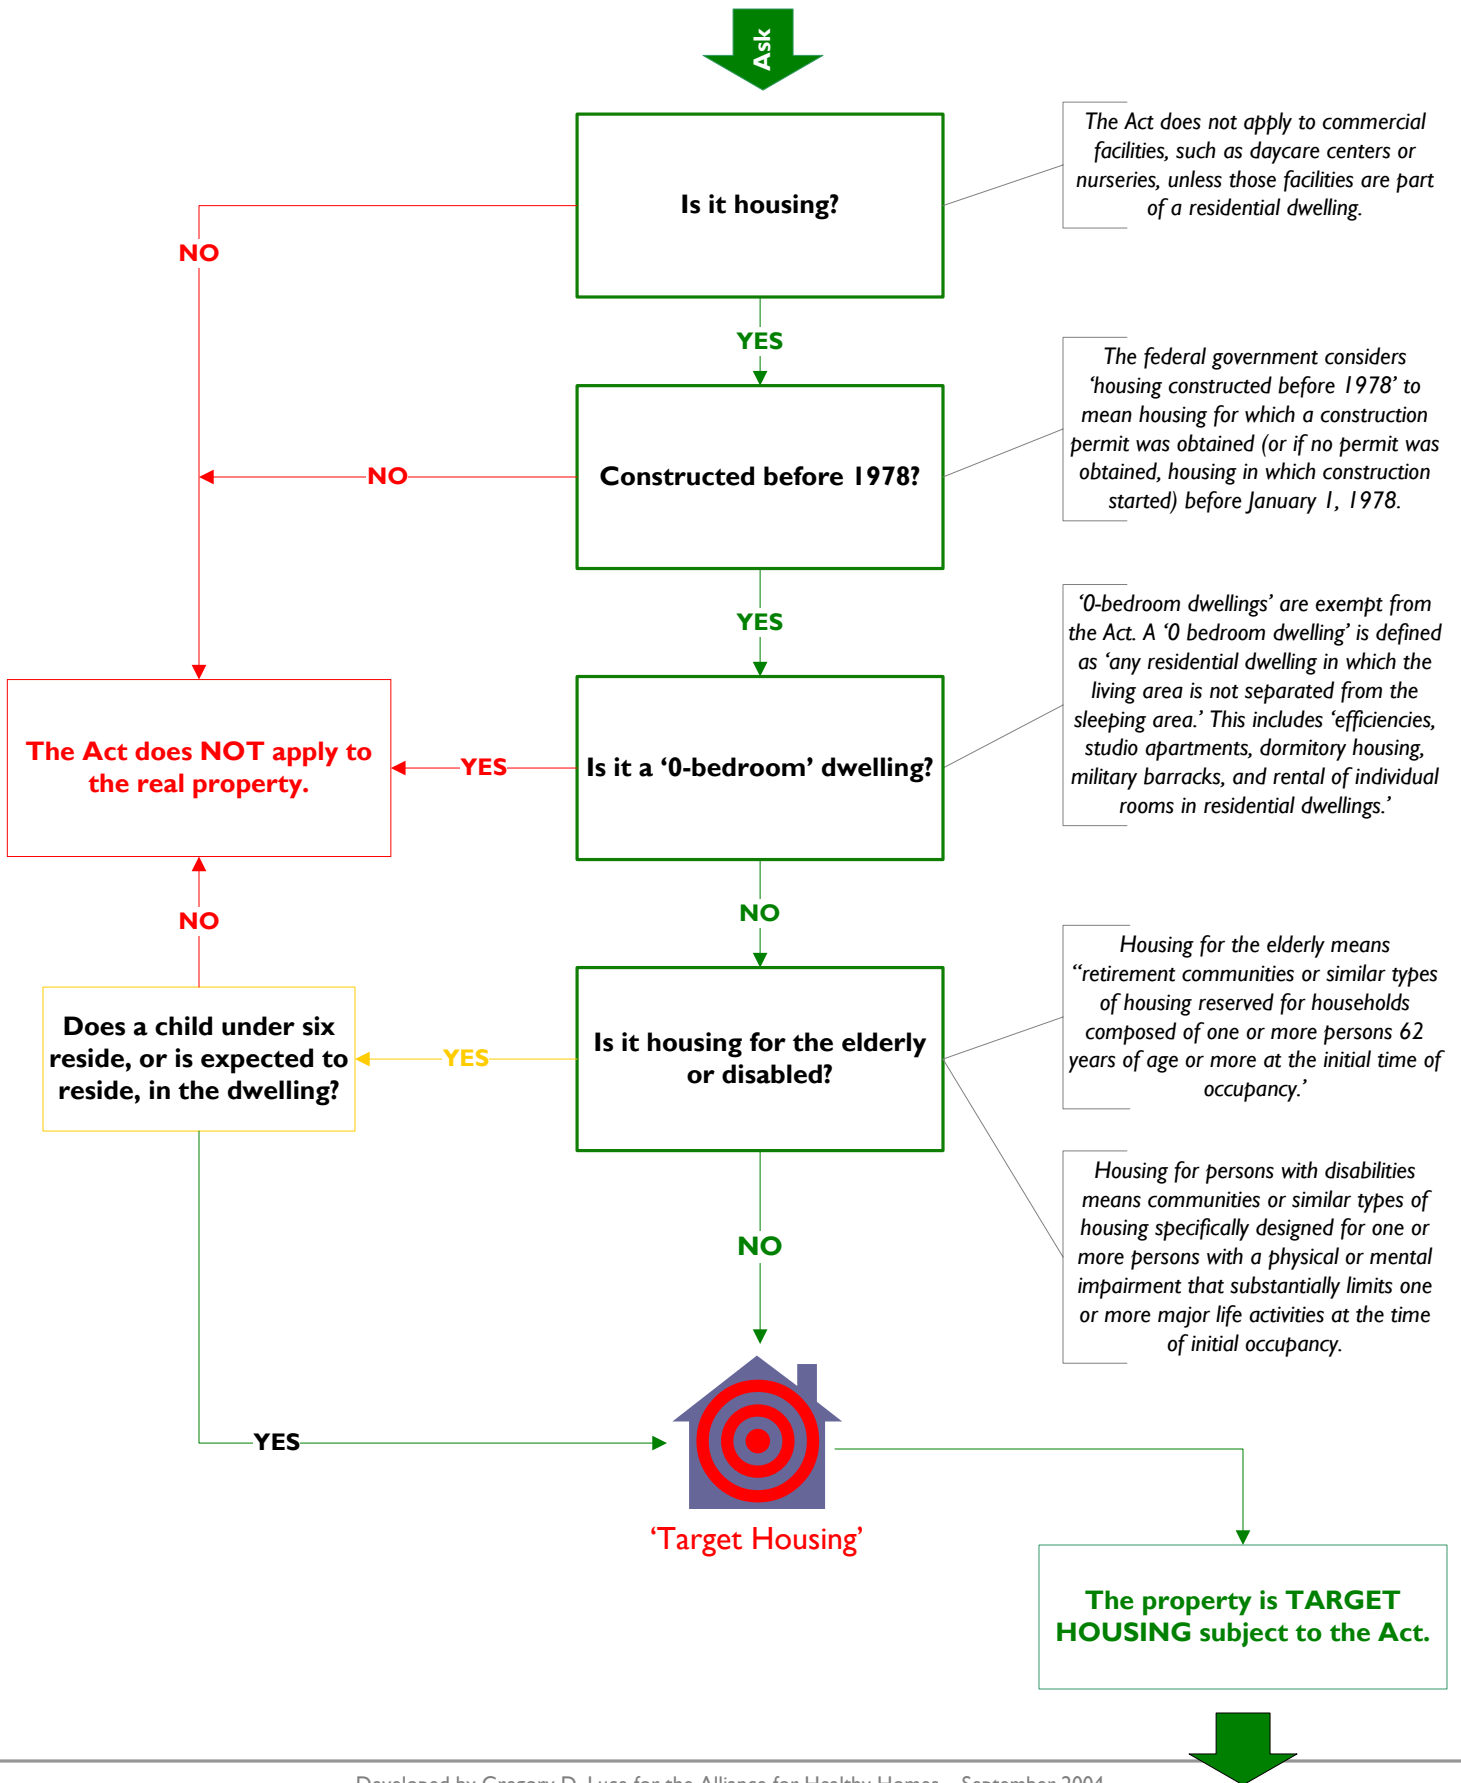 Ask
Is it housing?
The Act does not apply to commercial
facilities, such as daycare centers or
nurseries, unless those facilities are part
of a residential dwelling.
NO
YES
The federal government considers
‘housing constructed before 1978’ to
mean housing for which a construction
permit was obtained (or if no permit was
obtained, housing in which construction
started) before January 1, 1978.
Constructed before 1978?
NO
YES
‘0-bedroom dwellings’ are exempt from
the Act. A ‘0 bedroom dwelling’ is defined
as ‘any residential dwelling in which the
living area is not separated from the
sleeping area.’ This includes ‘efficiencies,
studio apartments, dormitory housing,
military barracks, and rental of individual
rooms in residential dwellings.’
The Act does NOT apply to
the real property.
YES
Is it a ‘0-bedroom’ dwelling?
NO
NO
Housing for the elderly means
“retirement communities or similar types
of housing reserved for households
composed of one or more persons 62
years of age or more at the initial time of
occupancy.’
Does a child under six
reside, or is expected to
reside, in the dwelling?
YES
Is it housing for the elderly
or disabled?
Housing for persons with disabilities
means communities or similar types of
housing specifically designed for one or
more persons with a physical or mental
impairment that substantially limits one
or more major life activities at the time
of initial occupancy.
NO
YES
‘Target Housing’
The property is TARGET
HOUSING subject to the Act.
Developed by Gregory D. Luce for the Alliance for Healthy Homes – September 2004